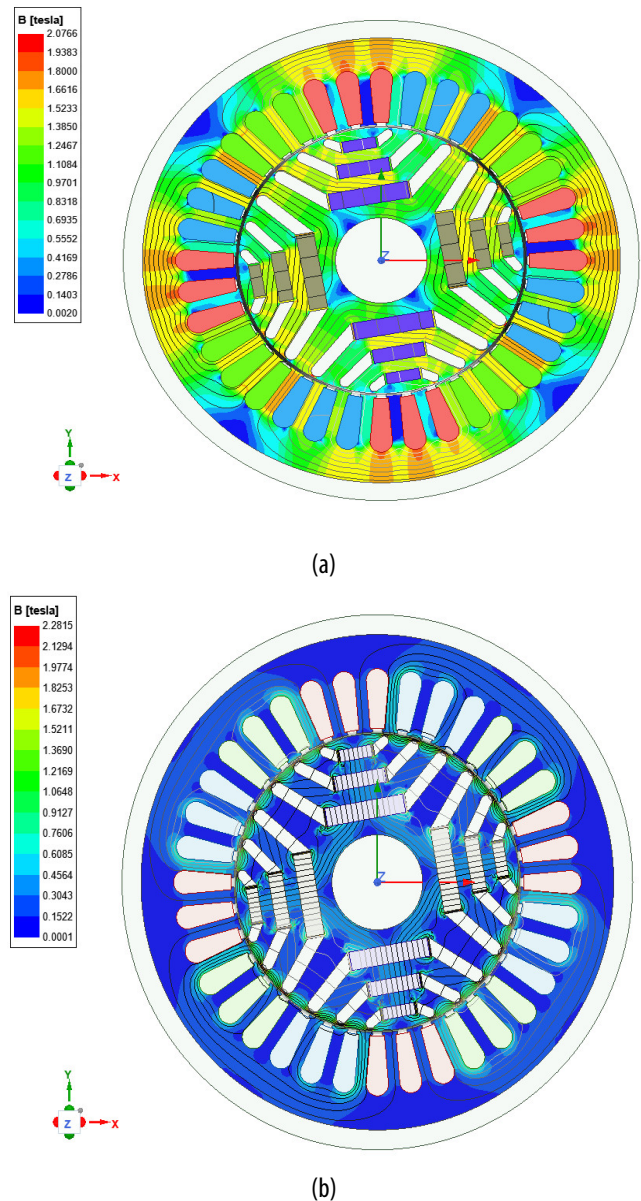 B [tesla]
2.0766
1.9383
1.8000
1.6616
1.5233
1.3850
1.2467
1.1084
0.9701
0.8318
0.6935
0.5552
0.4169
0.2786
0.1403
0.0020
Z
Y
Z
X
(a)
B [tesla]
2.2815
2.1294
1.9774
1.8253
1.6732
1.5211
1.3690
1.2169
1.0648
0.9127
0.7606
0.6085
0.4564
0.3043
0.1522
0.0001
Z
Y
Z
X
(b)